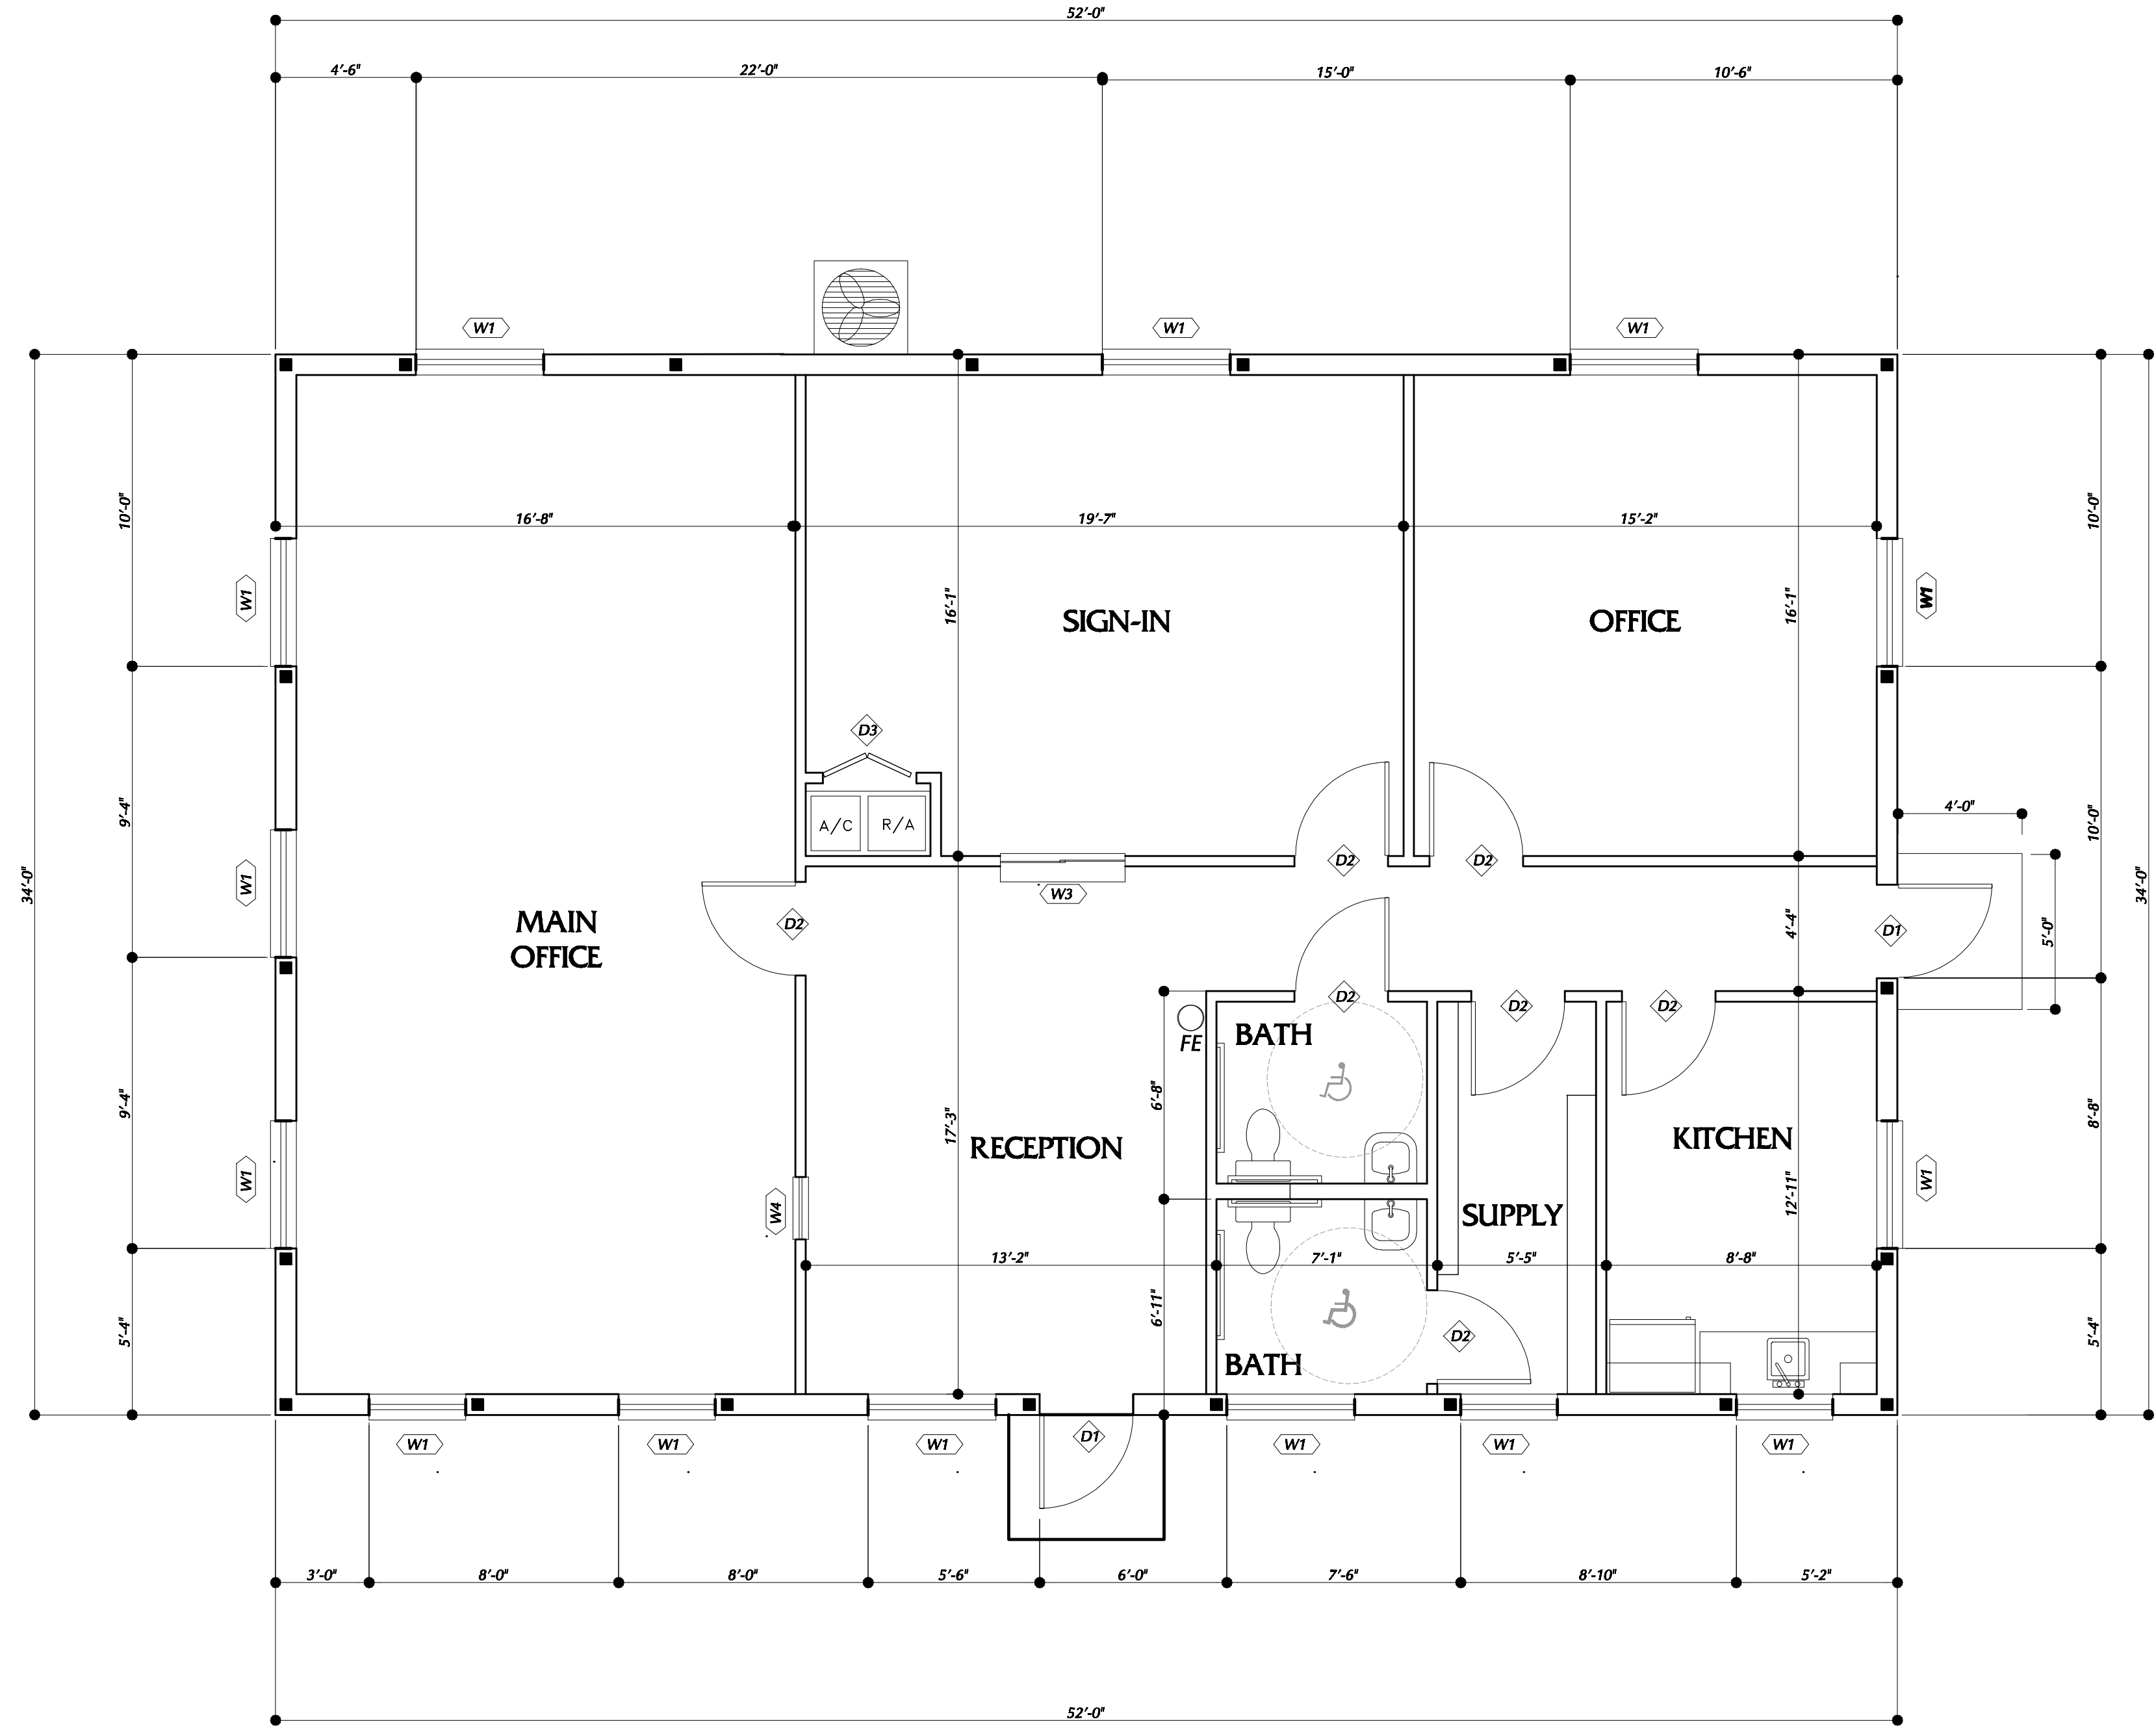 52'-0"
4'-6" 22'-0" 15'-0" 10'-6"
W1 W1 W1
10'-0" 10'-0"
16'-8" 19'-7" 15'-2"
W1 16'-1" 16'-1" W1
SIGN-IN OFFICE
D3
9'-4" A/C R/A 4'-0" 10'-0"
34'-0" W1 D2 D2 34'-0"
W3
MAIN D2 4'-4" D1 5'-0"
OFFICE
D2 D2 D2
FE BATH
9'-4" 6'-8" 8'-8"
17'-3" RECEPTION KITCHEN
W1 12'-11" W1
W4 SUPPLY
13'-2" 7'-1" 5'-5" 8'-8"
5'-4" 6'-11" D2 5'-4"
BATH
W1 W1 W1 D1 W1 W1 W1
3'-0" 8'-0" 8'-0" 5'-6" 6'-0" 7'-6" 8'-10" 5'-2"
52'-0"